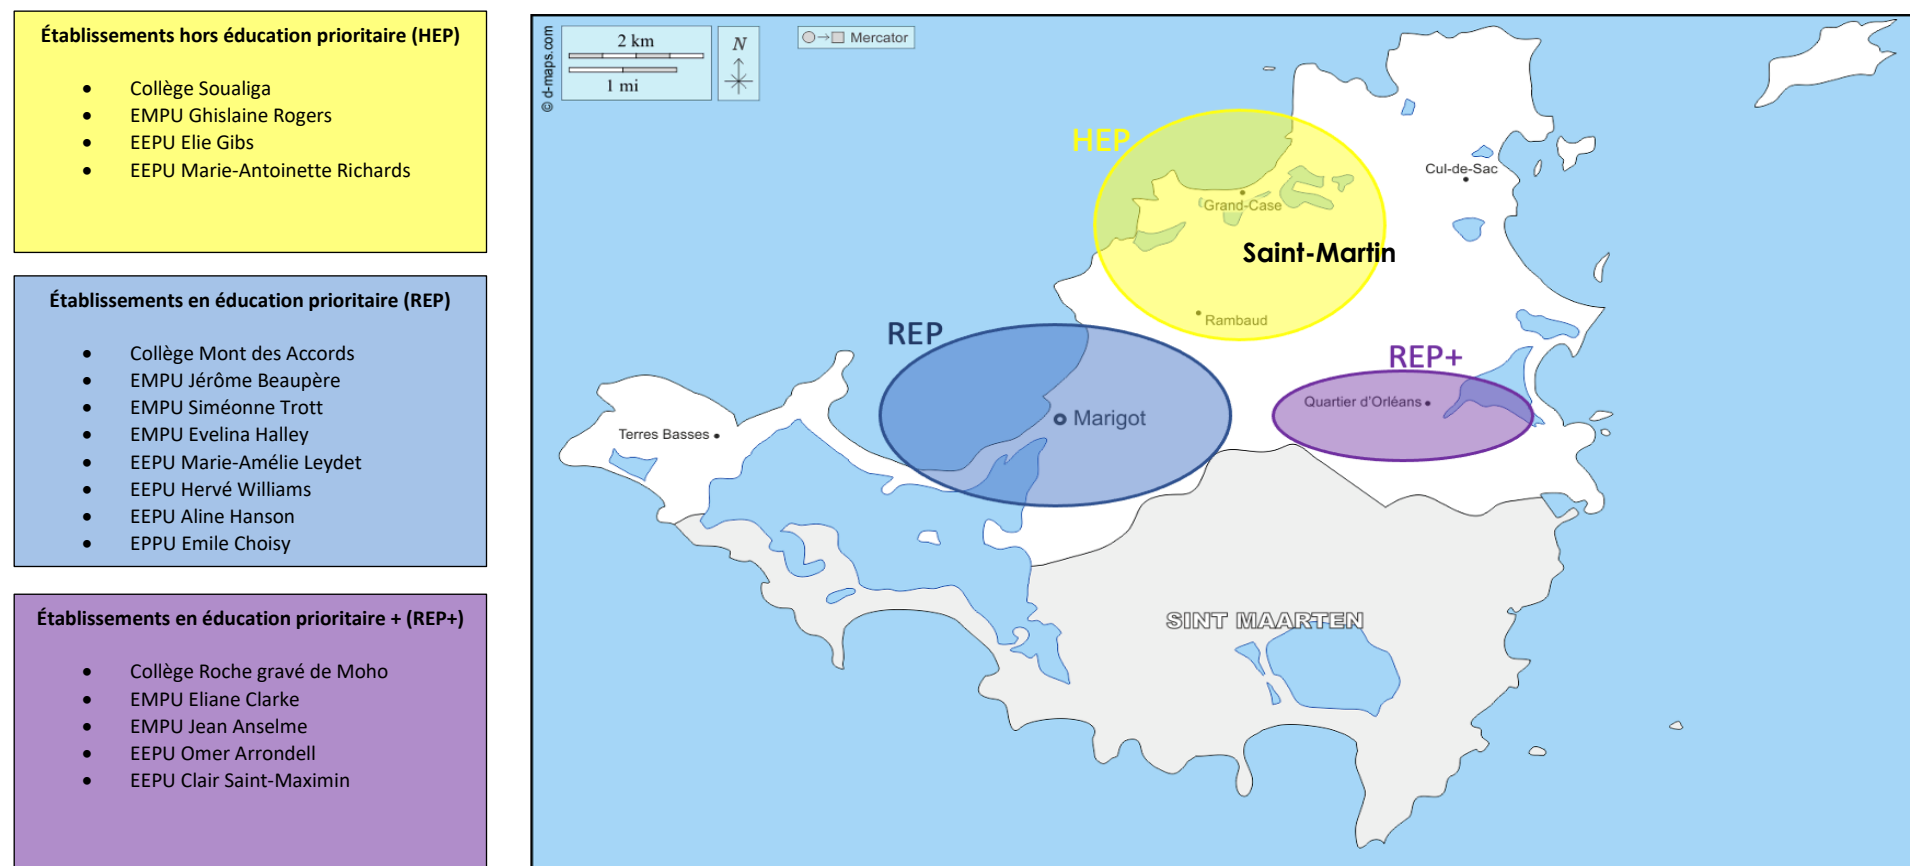 Établissements hors éducation prioritaire (HEP)
• Collège Soualiga
• EMPU Ghislaine Rogers
• EEPU Elie Gibs
• EEPU Marie-Antoinette Richards
Établissements en éducation prioritaire (REP)
• Collège Mont des Accords
• EMPU Jérôme Beaupère
• EMPU Siméonne Trott
• EMPU Evelina Halley
• EEPU Marie-Amélie Leydet
• EEPU Hervé Williams
• EEPU Aline Hanson
• EPPU Emile Choisy
Établissements en éducation prioritaire + (REP+)
• Collège Roche gravé de Moho
• EMPU Eliane Clarke
• EMPU Jean Anselme
• EEPU Omer Arrondell
• EEPU Clair Saint-Maximin
© d-maps.com
2 km
1 mi
N
Mercator
HEP
Cul-de-Sac
Grand-Case
Saint-Martin
Rambaud
REP
REP+
Quartier d'Orléans
Marigot
Terres Basses
SINT MAARTEN